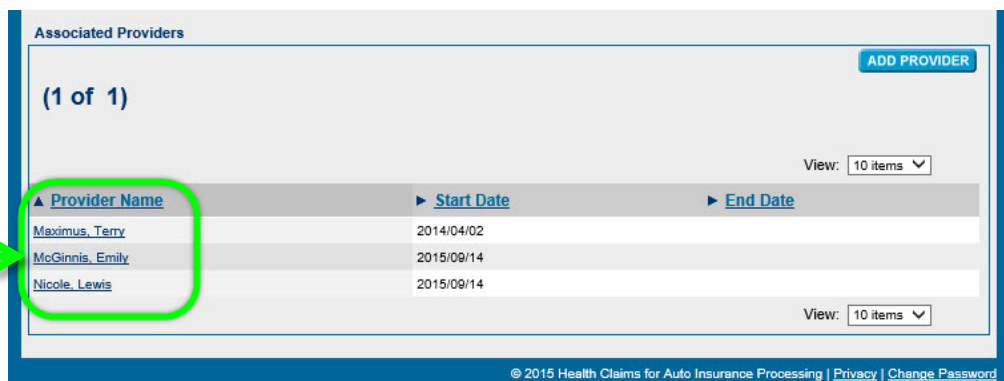 Associated Providers
ADD PROVIDER
(1 of 1)
View: 10 items
Provider Name Start Date End Date
Maximus, Terry 2014/04/02
McGinnis, Emily 2015/09/14
Nicole, Lewis 2015/09/14
View: 10 items
© 2015 Health Claims for Auto Insurance Processing | Privacy | Change Password